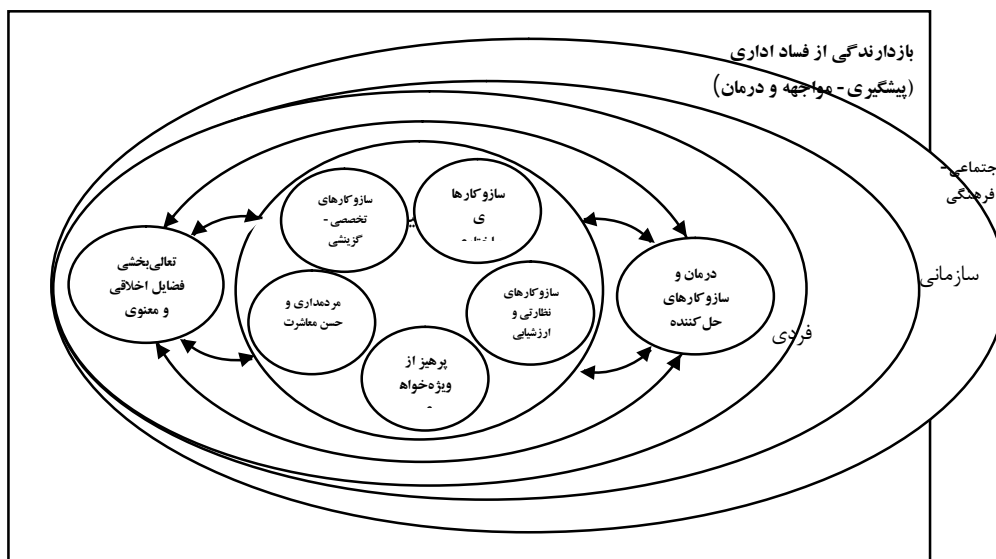 بازدارندگی از فساد اداری
(پیشگیری - مواجهه و درمان)
جتماعی -
فرهنگی
سازمانی
فردی
سازوکارها
ی
سازوکارهای
تخصصی -
گزینشی
تعالی‌بخشی
فضایل اخلاقی
و معنوی
درمان و
سازوکارهای
حل‌کننده
سازوکارهای
نظارتی و
ارزشیابی
مردمداری و
حسن معاشرت
پرهیز از
ویژه‌خواه